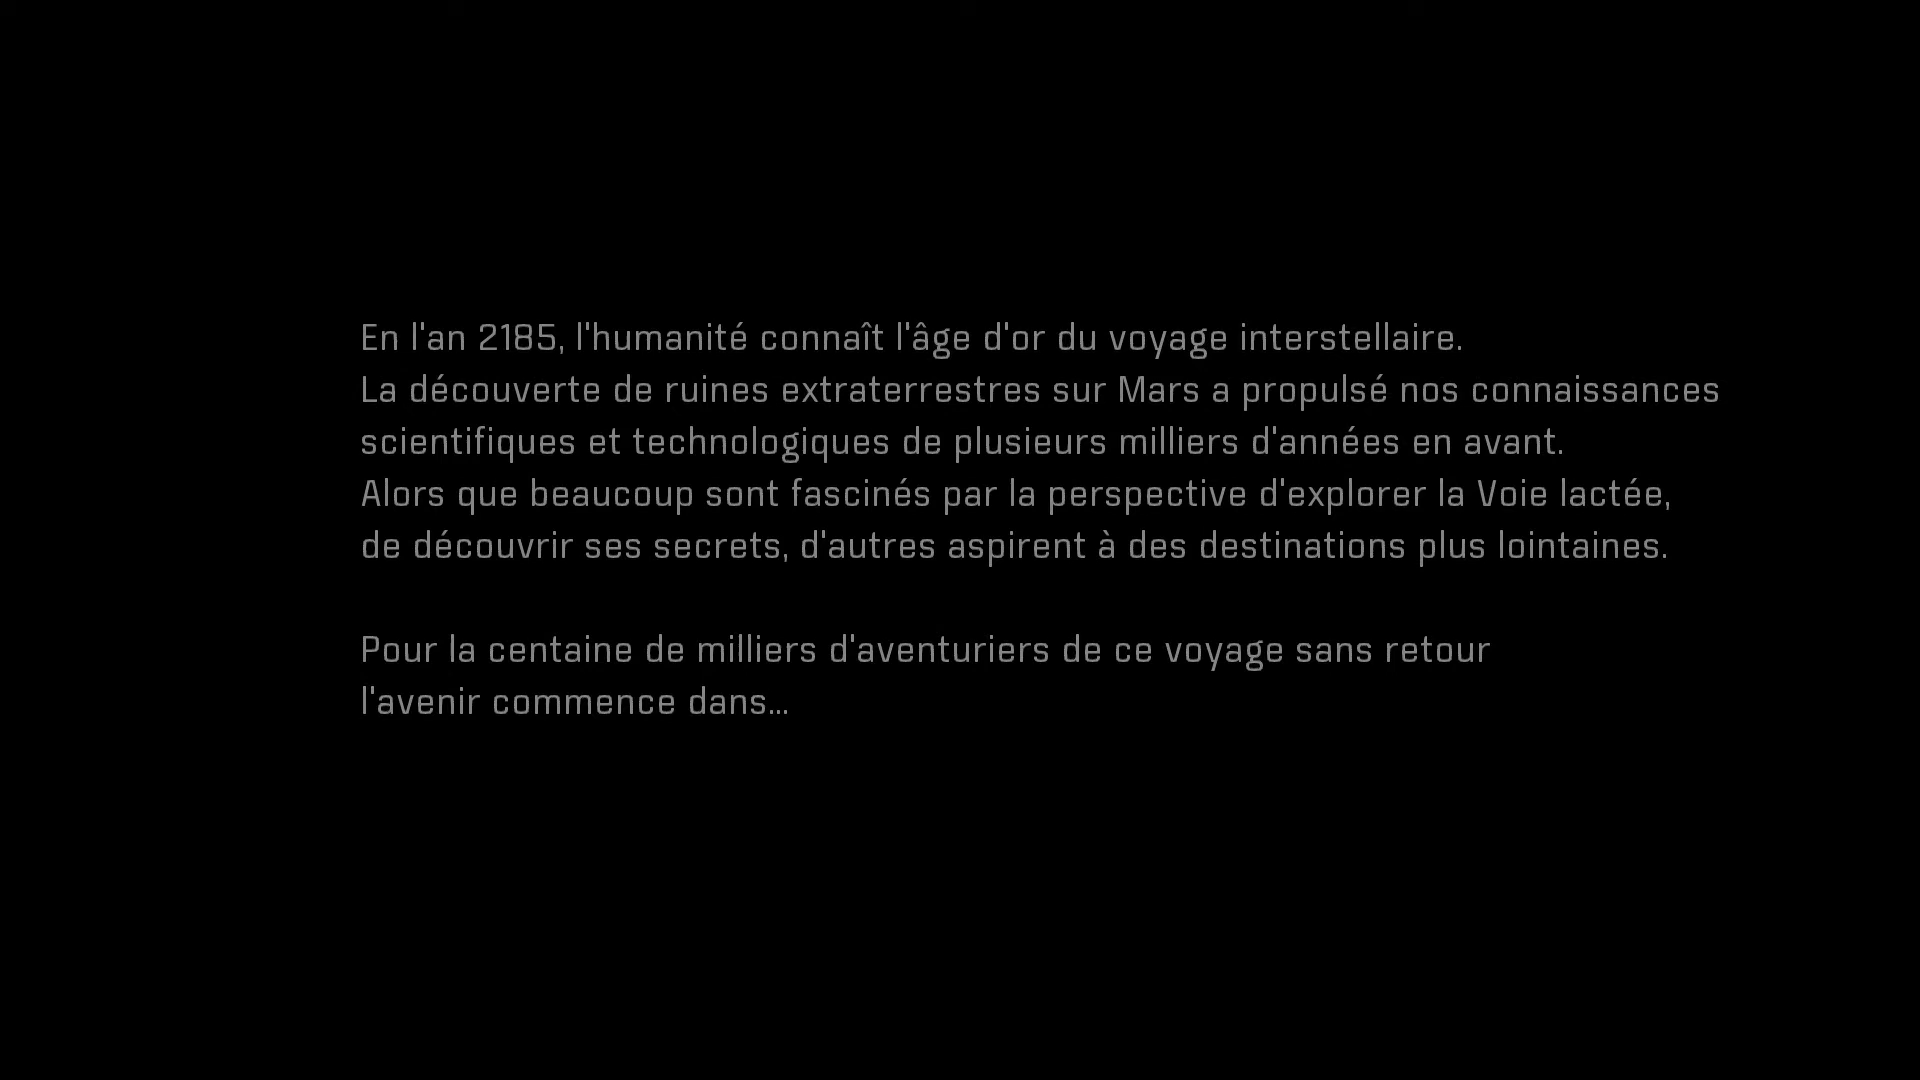 En l'an 2185, l'humanité connaît l'âge d'or du voyage interstellaire.
La découverte de ruines extraterrestres sur Mars a propulsé nos connaissances
scientifiques et technologiques de plusieurs milliers d'années en avant.
Alors que beaucoup sont fascinés par la perspective d'explorer la Voie lactée,
de découvrir ses secrets, d'autres aspirent à des destinations plus lointaines.
Pour la centaine de milliers d'aventuriers de ce voyage sans retour
l'avenir commence dans...